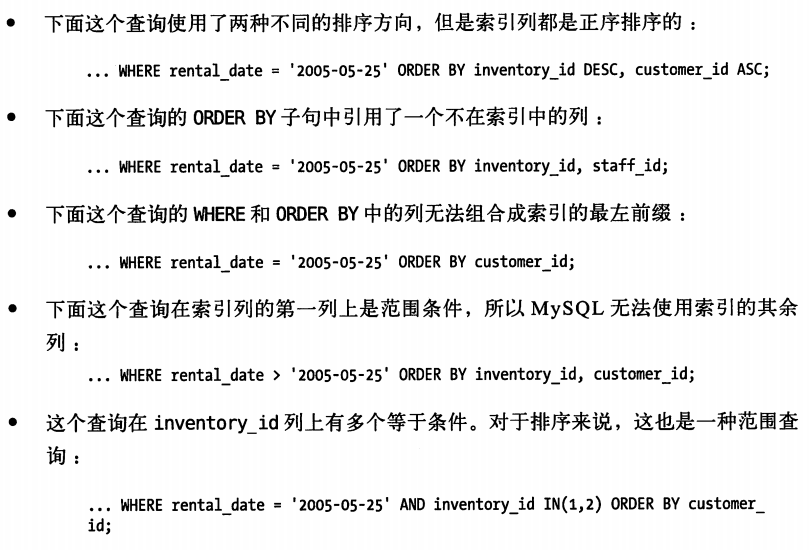 • 下面这个查询使用了两种不同的排序方向，但是索引列都是正序排序的：
... WHERE rental_date = '2005-05-25' ORDER BY inventory_id DESC, customer_id ASC;
• 下面这个查询的 ORDER BY 子句中引用了一个不在索引中的列：
... WHERE rental_date = '2005-05-25' ORDER BY inventory_id, staff_id;
• 下面这个查询的 WHERE 和 ORDER BY 中的列无法组合成索引的最左前缀：
... WHERE rental_date = '2005-05-25' ORDER BY customer_id;
• 下面这个查询在索引列的第一列上是范围条件，所以 MySQL 无法使用索引的其余
列：
... WHERE rental_date > '2005-05-25' ORDER BY inventory_id, customer_id;
• 这个查询在 inventory_id 列上有多个等于条件。对于排序来说，这也是一种范围查
询：
... WHERE rental_date = '2005-05-25' AND inventory_id IN(1,2) ORDER BY customer_
id;